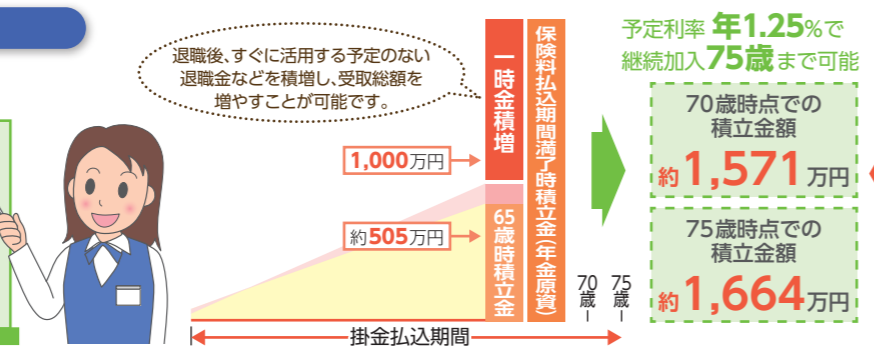 退職後、すぐに活用する予定のない
退職金などを積増し、受取総額を
増やすことが可能です。
一時金積増
保険料払込期間満了時積立金(年金原資)
1,000万円
約505万円
65歳時積立金
70歳
75歳
掛金払込期間
予定利率 年1.25%で
継続加入75歳まで可能
70歳時点での
積立金額
約1,571万円
75歳時点での
積立金額
約1,664万円